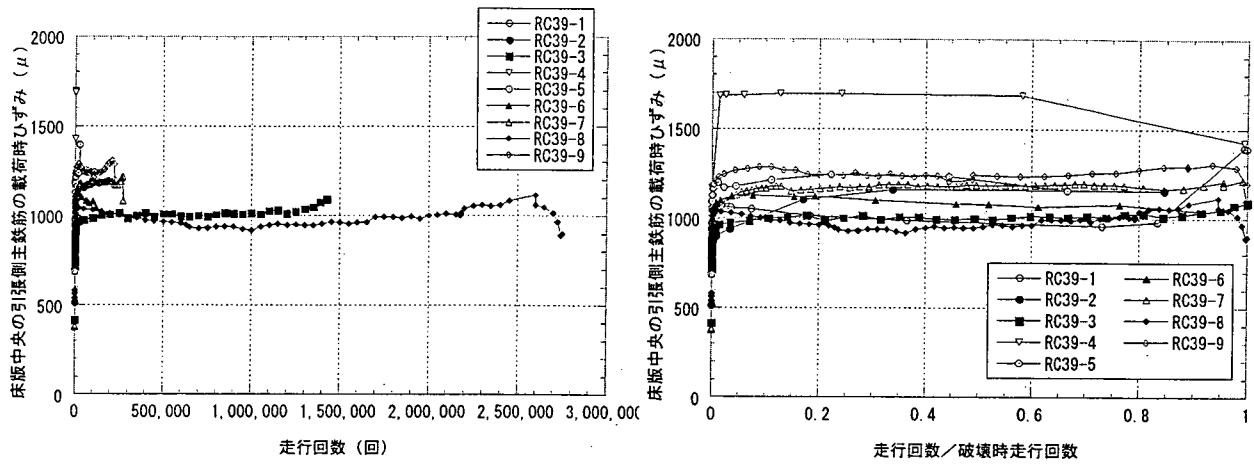 床版中央の引張側主鉄筋の載荷時ひずみ (μ)
2000
1500
1000
500
0
0
500,000
1,000,000
1,500,000
2,000,000
2,500,000
3,000,000
走行回数 (回)
RC39-1
RC39-2
RC39-3
RC39-4
RC39-5
RC39-6
RC39-7
RC39-8
RC39-9
床版中央の引張側主鉄筋の載荷時ひずみ (μ)
2000
1500
1000
500
0
0
0.2
0.4
0.6
0.8
1
走行回数/破壊時走行回数
RC39-1
RC39-2
RC39-3
RC39-4
RC39-5
RC39-6
RC39-7
RC39-8
RC39-9